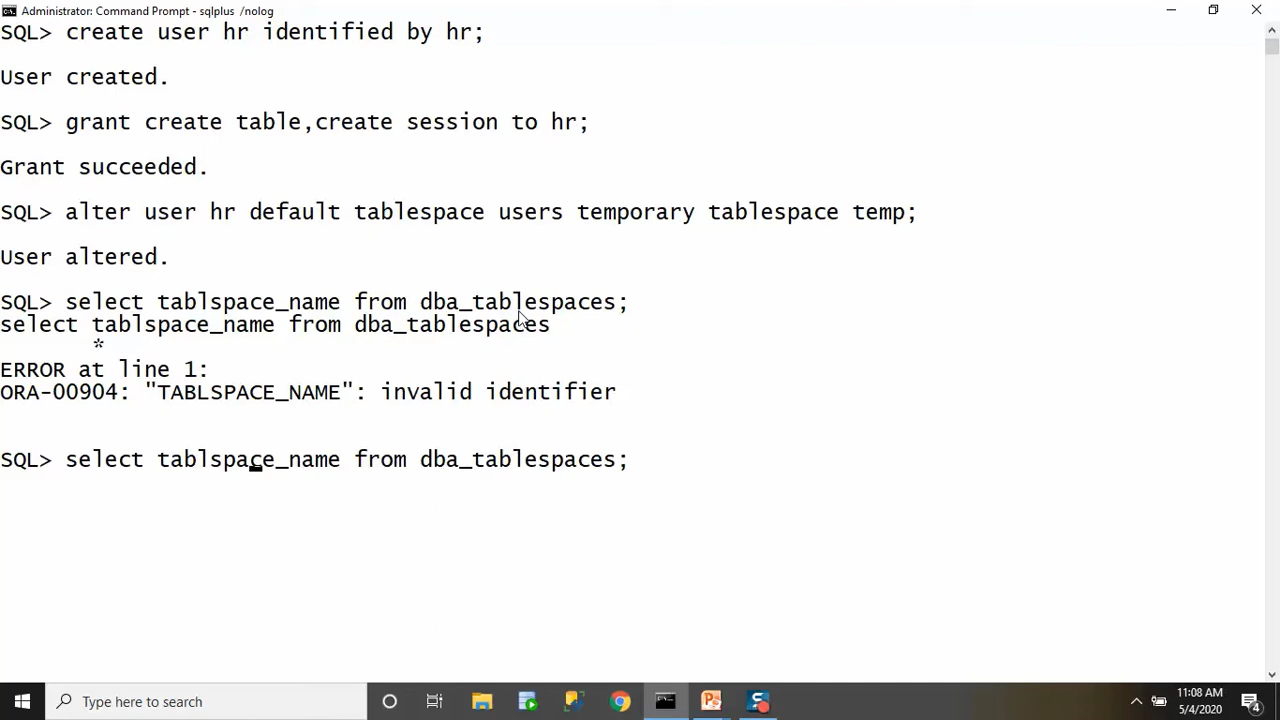 Administrator: Command Prompt - sqlplus /nolog
SQL> create user hr identified by hr;
User created.
SQL> grant create table,create session to hr;
Grant succeeded.
SQL> alter user hr default tablespace users temporary tablespace temp;
User altered.
SQL> select tablspace_name from dba_tablespaces;
select tablspace_name from dba_tablespaces
*
ERROR at line 1:
ORA-00904: "TABLSPACE_NAME": invalid identifier
SQL> select tablspace_name from dba_tablespaces;
Type here to search
11:08 AM
5/4/2020
4